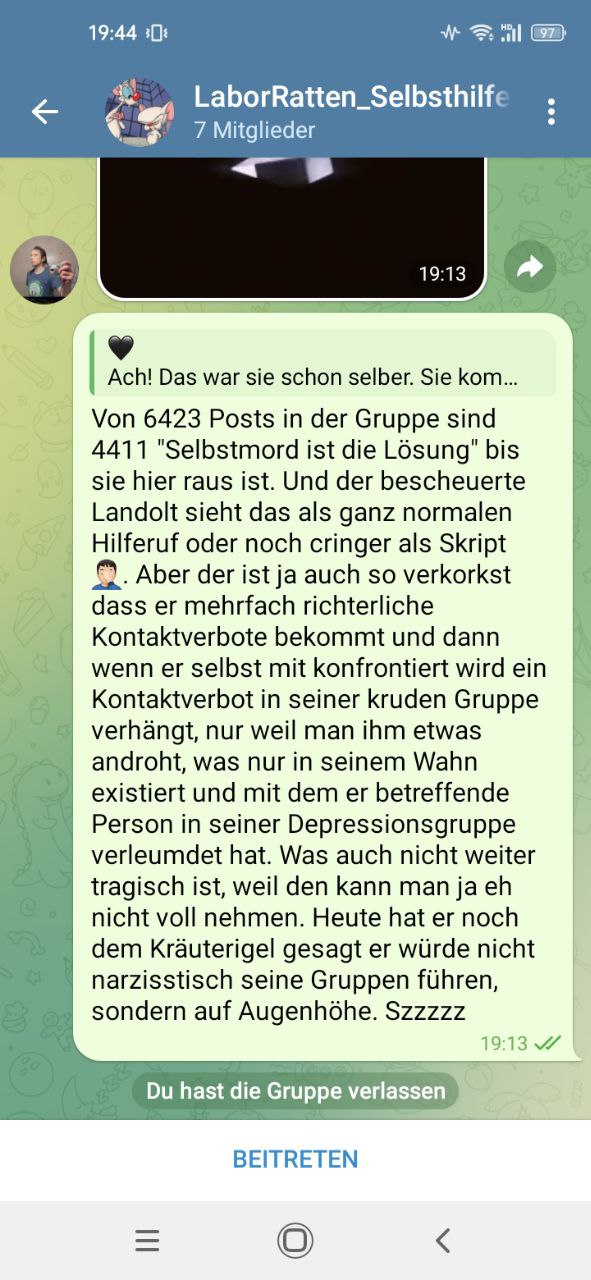 19:44
HD
97
LaborRatten_Selbsthilfe
7 Mitglieder
19:13
🖤
Ach! Das war sie schon selber. Sie kom...
Von 6423 Posts in der Gruppe sind
4411 "Selbstmord ist die Lösung" bis
sie hier raus ist. Und der bescheuerte
Landolt sieht das als ganz normalen
Hilferuf oder noch cringer als Skript
🤦🏻‍♂️. Aber der ist ja auch so verkorkst
dass er mehrfach richterliche
Kontaktverbote bekommt und dann
wenn er selbst mit konfrontiert wird ein
Kontaktverbot in seiner kruden Gruppe
verhängt, nur weil man ihm etwas
androht, was nur in seinem Wahn
existiert und mit dem er betreffende
Person in seiner Depressionsgruppe
verleumdet hat. Was auch nicht weiter
tragisch ist, weil den kann man ja eh
nicht voll nehmen. Heute hat er noch
dem Kräuterigel gesagt er würde nicht
narzisstisch seine Gruppen führen,
sondern auf Augenhöhe. Szzzzz
19:13
Du hast die Gruppe verlassen
BEITRETEN